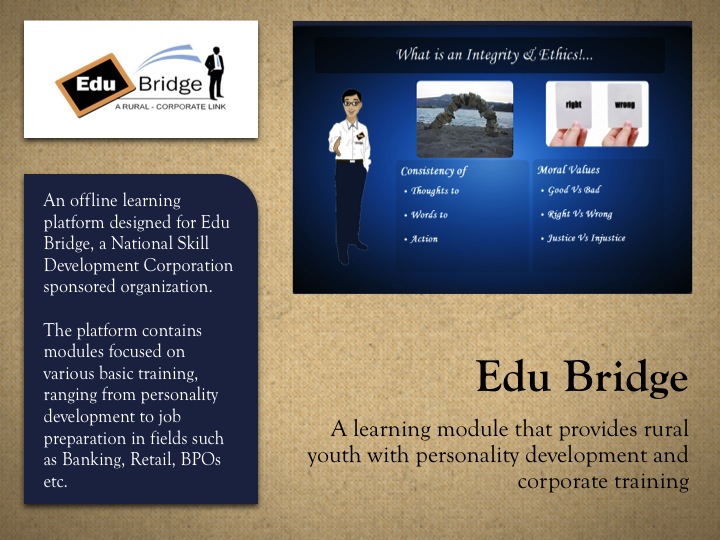 Edu Bridge
A RURAL - CORPORATE LINK
An offline learning
platform designed for Edu
Bridge, a National Skill
Development Corporation
sponsored organization.
The platform contains
modules focused on
various basic training,
ranging from personality
development to job
preparation in fields such
as Banking, Retail, BPOs
etc.
What is an Integrity & Ethics!...
right
wrong
Consistency of
• Thoughts to
• Words to
• Action
Moral Values
• Good Vs Bad
• Right Vs Wrong
• Justice Vs Injustice
Edu Bridge
A learning module that provides rural
youth with personality development and
corporate training